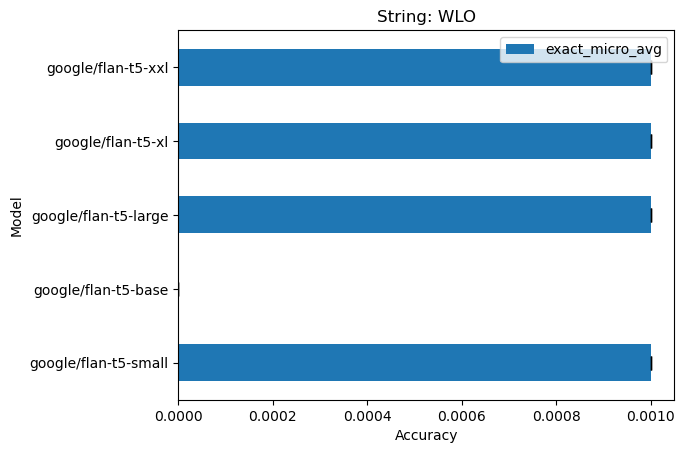 String: WLO
exact_micro_avg
google/flan-t5-xxl
google/flan-t5-xl
google/flan-t5-large
google/flan-t5-base
google/flan-t5-small
Model
0.0000 0.0002 0.0004 0.0006 0.0008 0.0010
Accuracy